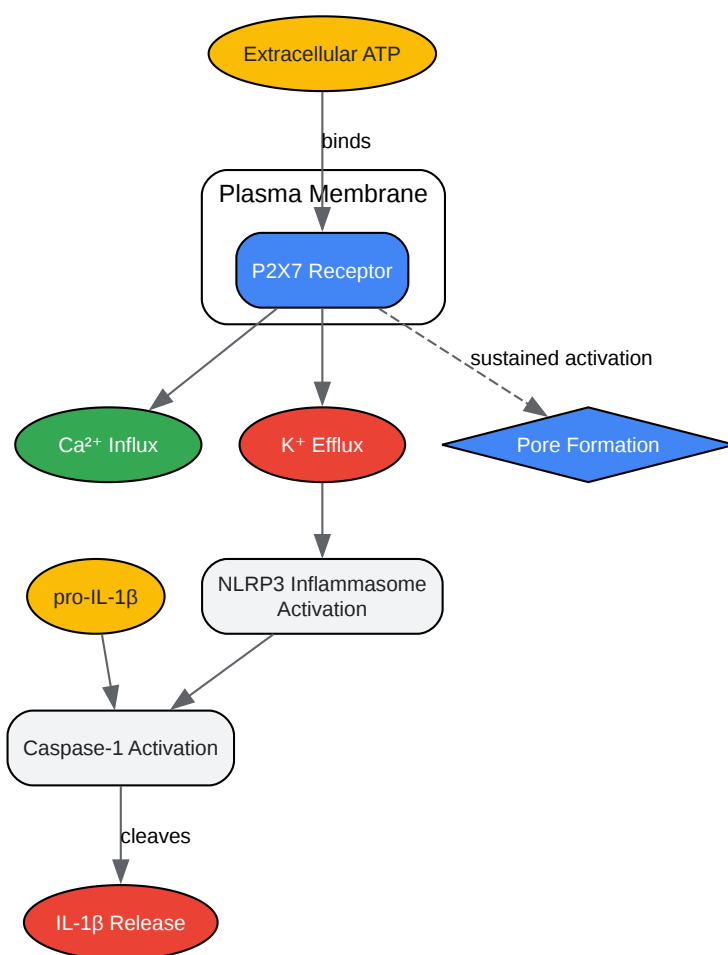 Extracellular ATP
binds
Plasma Membrane
P2X7 Receptor
sustained activation
Ca²⁺ Influx
K⁺ Efflux
Pore Formation
pro-IL-1β
NLRP3 Inflammasome
Activation
Caspase-1 Activation
cleaves
IL-1β Release